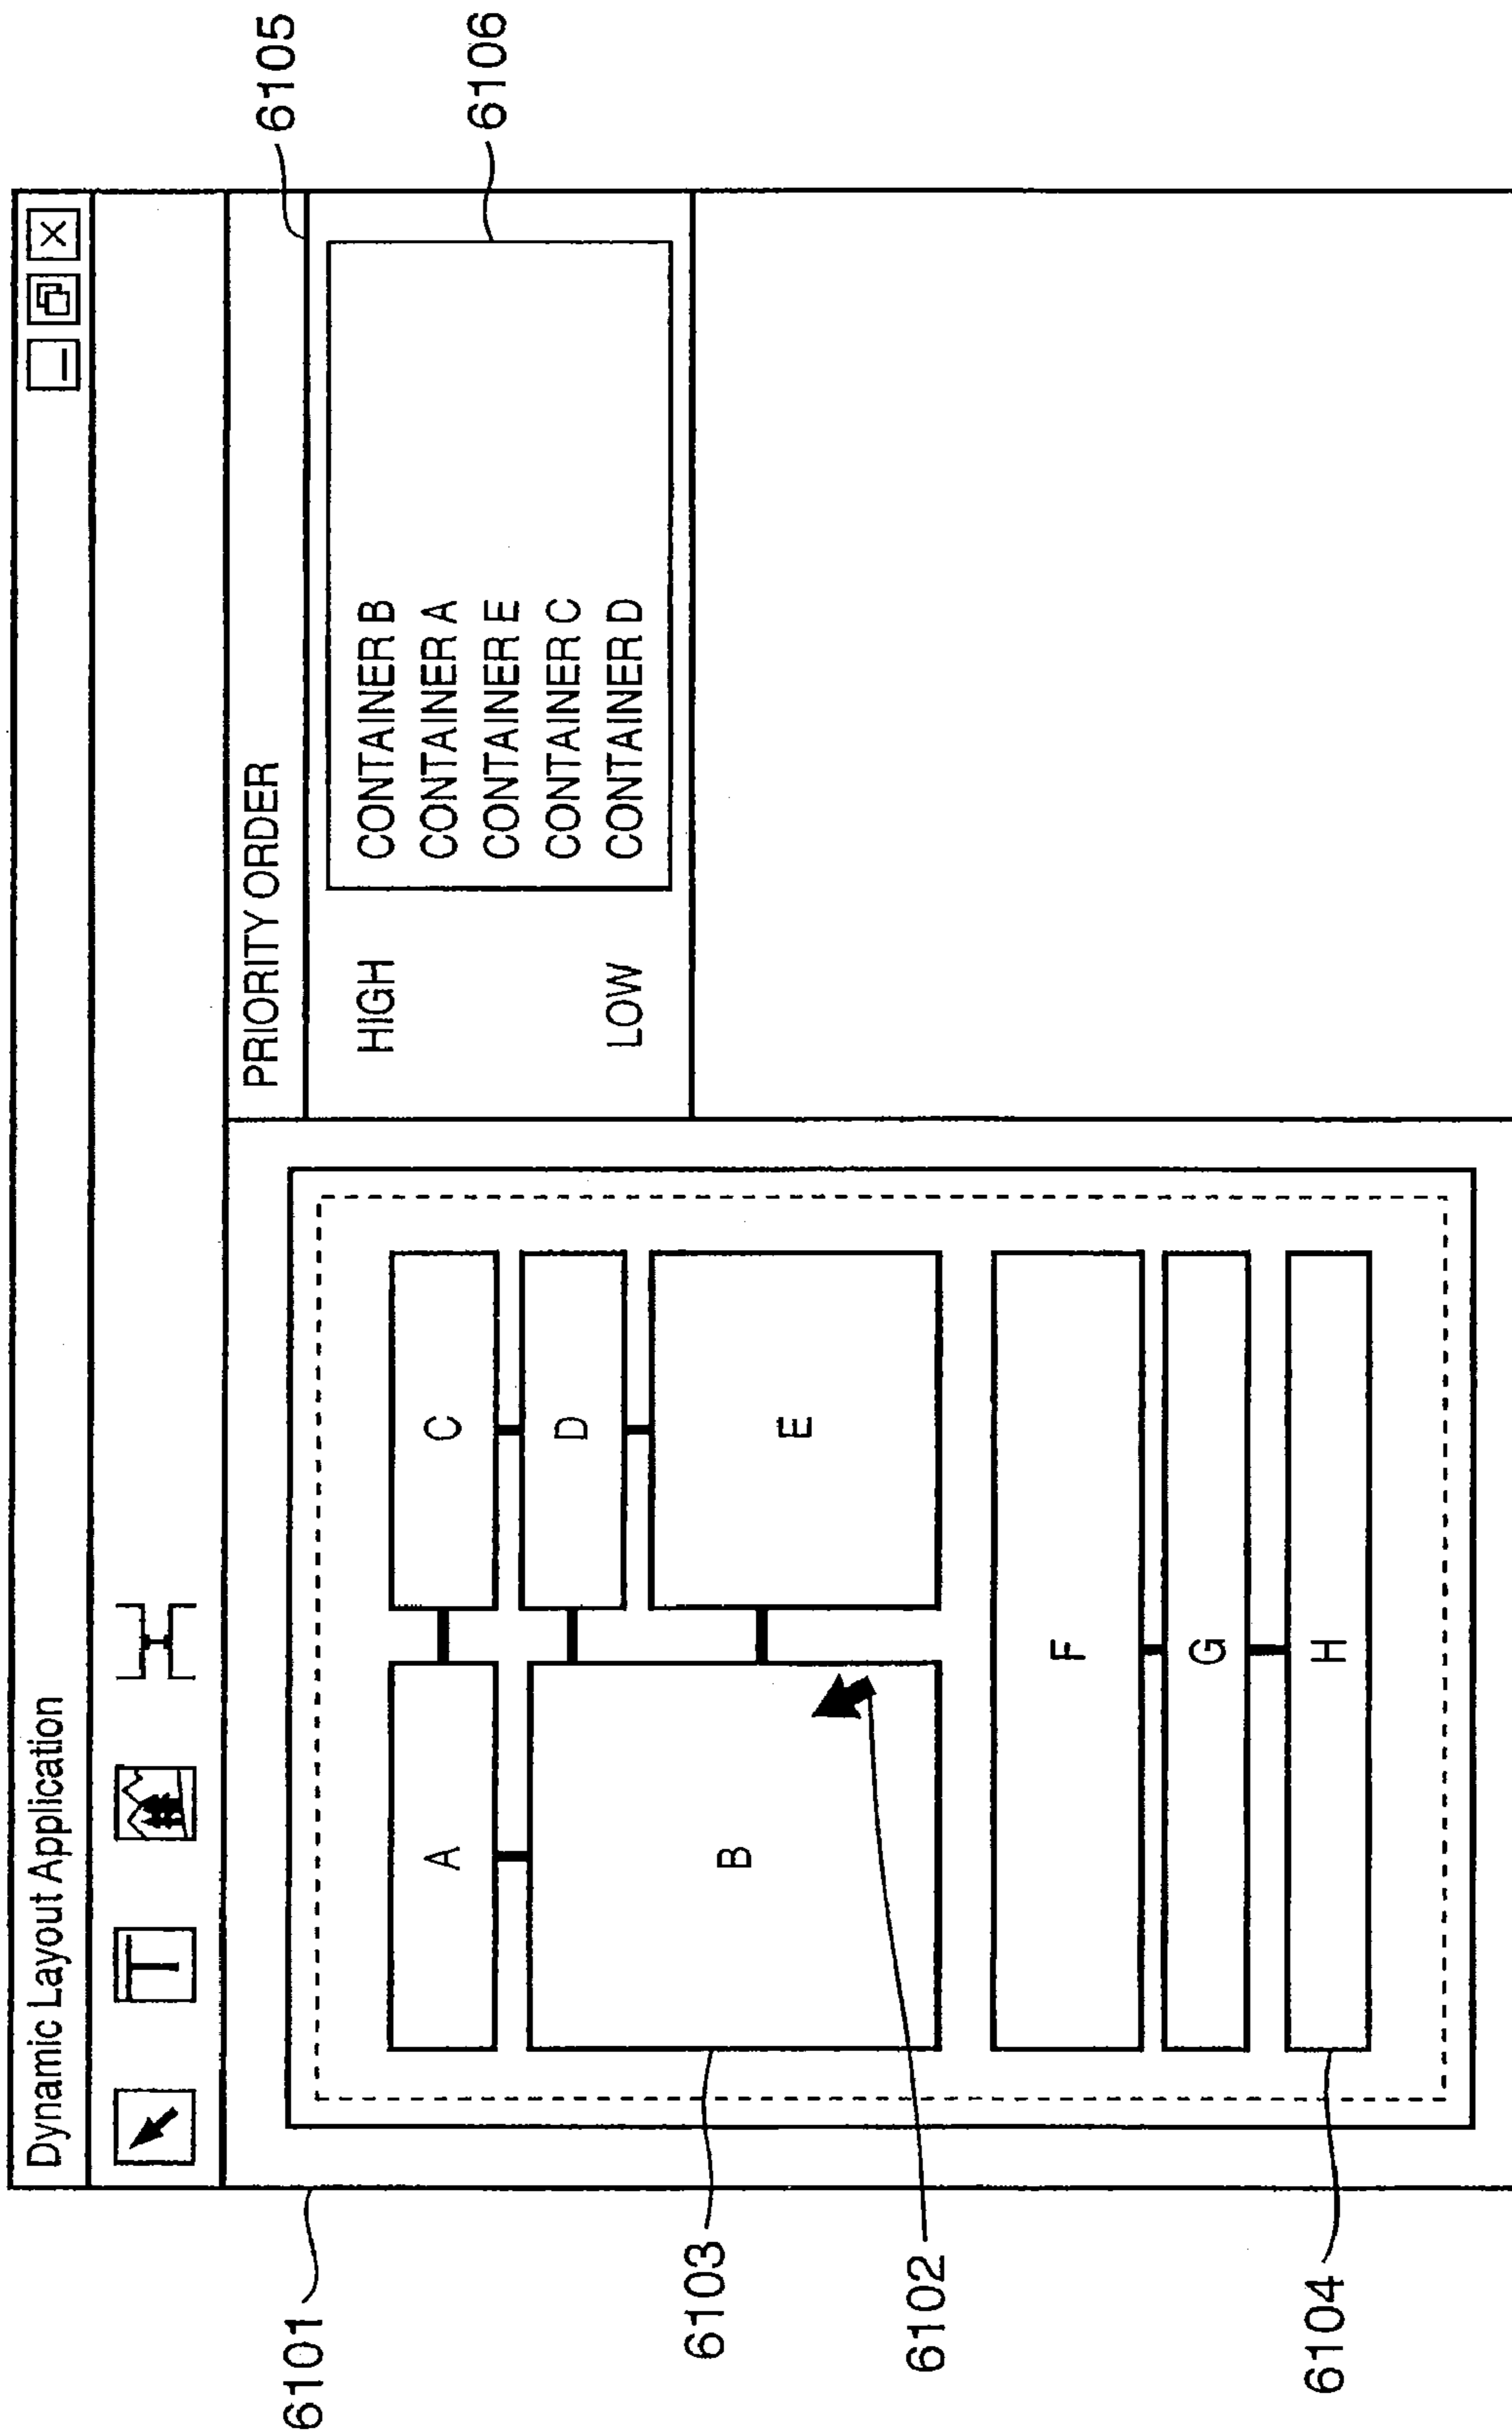 Dynamic Layout Application
T
PRIORITY ORDER
6105
HIGH
CONTAINER B
CONTAINER A
CONTAINER E
CONTAINER C
LOW
CONTAINER D
6106
6101
A
C
D
B
E
6103
6102
F
G
H
6104